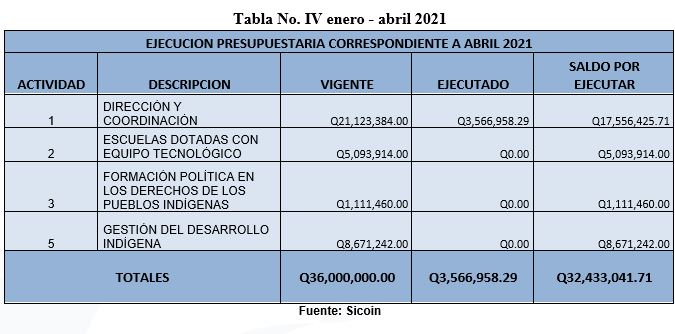 Tabla No. IV enero - abril 2021
EJECUCION PRESUPUESTARIA CORRESPONDIENTE A ABRIL 2021
ACTIVIDAD DESCRIPCION VIGENTE EJECUTADO SALDO POR EJECUTAR
1 DIRECCIÓN Y COORDINACIÓN Q21,123,384.00 Q3,566,958.29 Q17,556,425.71
2 ESCUELAS DOTADAS CON EQUIPO TECNOLÓGICO Q5,093,914.00 Q0.00 Q5,093,914.00
3 FORMACIÓN POLÍTICA EN LOS DERECHOS DE LOS PUEBLOS INDÍGENAS Q1,111,460.00 Q0.00 Q1,111,460.00
5 GESTIÓN DEL DESARROLLO INDÍGENA Q8,671,242.00 Q0.00 Q8,671,242.00
TOTALES Q36,000,000.00 Q3,566,958.29 Q32,433,041.71
Fuente: Sicoin